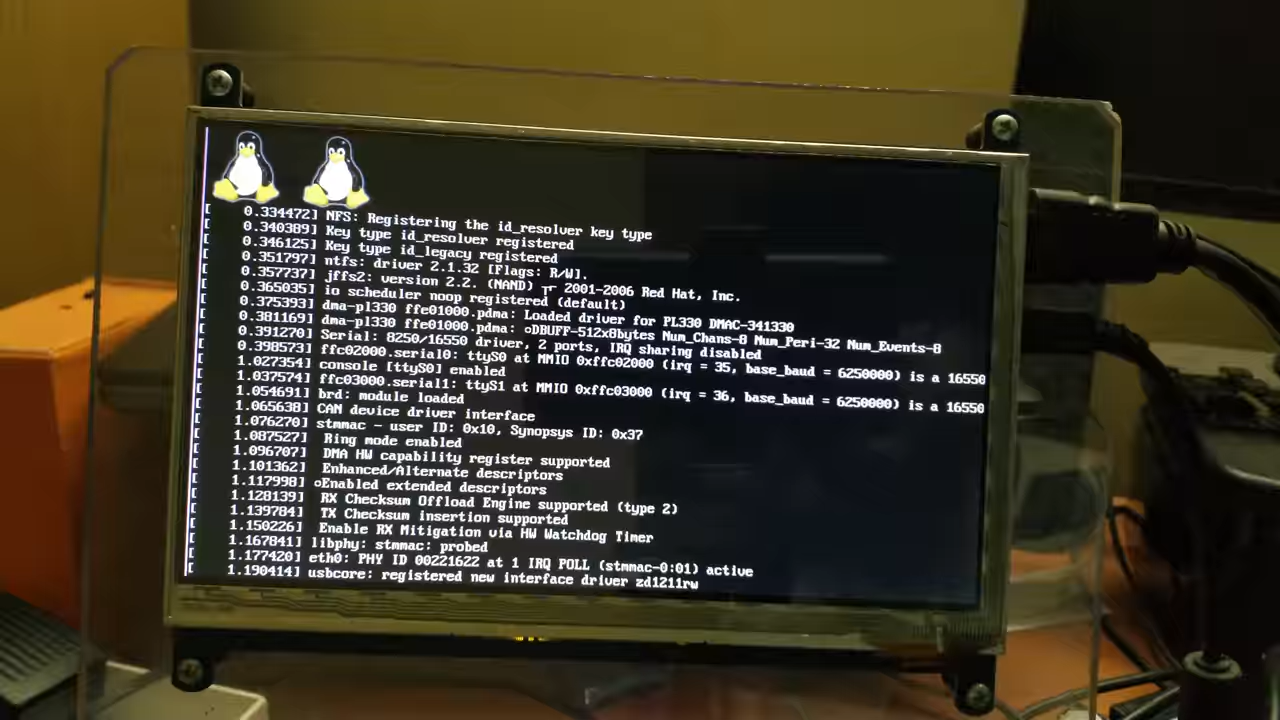 [    0.334472] NFS: Registering the id_resolver key type
[    0.340389] Key type id_resolver registered
[    0.346125] Key type id_legacy registered
[    0.351797] ntfs: driver 2.1.32 [Flags: R/W].
[    0.357737] jffs2: version 2.2. (NAND) 2001-2006 Red Hat, Inc.
[    0.365035] io scheduler noop registered (default)
[    0.375393] dma-pl330 ffe01000.pdma: Loaded driver for PL330 DMAC-341330
[    0.381169] dma-pl330 ffe01000.pdma: DBUFF-512x8bytes Num_Chans-8 Num_Peri-32 Num_Events-8
[    0.391270] Serial: 8250/16550 driver, 2 ports, IRQ sharing disabled
[    0.398573] ffc02000.serial0: ttyS0 at MMIO 0xffc02000 (irq = 35, base_baud = 6250000) is a 16550
[    1.027354] console [ttyS0] enabled
[    1.037574] ffc03000.serial1: ttyS1 at MMIO 0xffc03000 (irq = 36, base_baud = 6250000) is a 16550
[    1.054691] brd: module loaded
[    1.065638] CAN device driver interface
[    1.076270] stmmac - user ID: 0x10, Synopsys ID: 0x37
[    1.087527]  Ring mode enabled
[    1.096707]  DMA HW capability register supported
[    1.101362]  Enhanced/Alternate descriptors
[    1.117998] Enabled extended descriptors
[    1.128139]  RX Checksum Offload Engine supported (type 2)
[    1.139784]  TX Checksum insertion supported
[    1.150226]  Enable RX Mitigation via HW Watchdog Timer
[    1.167841] libphy: stmmac: probed
[    1.177420] eth0: PHY ID 00221622 at 1 IRQ POLL (stmmac-0:01) active
[    1.190414] usbcore: registered new interface driver zd1211rw